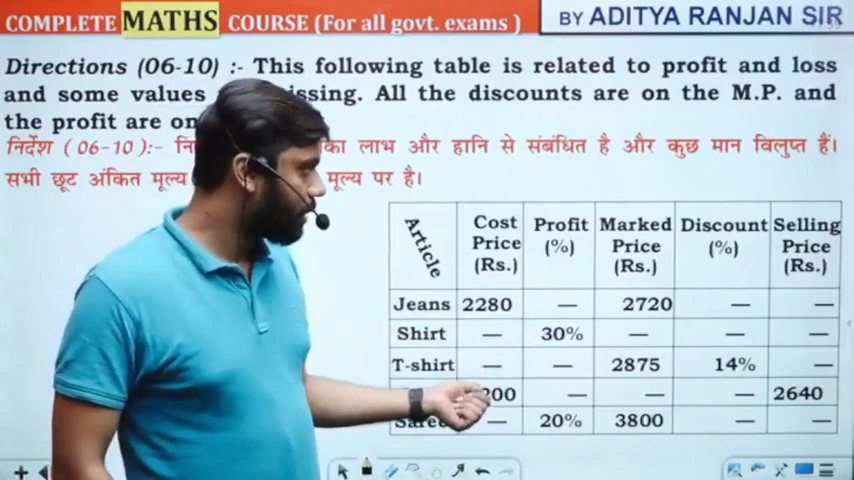 COMPLETE MATHS COURSE (For all govt. exams )
BY ADITYA RANJAN SIR
Directions (06-10) :- This following table is related to profit and loss
and some values issing. All the discounts are on the M.P. and
the profit are on
निर्देश (06-10):- नि का लाभ और हानि से संबंधित है और कुछ मान विलुप्त हैं।
सभी छूट अंकित मूल्य मूल्य पर है।
Article Cost Price (Rs.) Profit (%) Marked Price (Rs.) Discount (%) Selling Price (Rs.)
Jeans 2280 — 2720 — —
Shirt — 30% — — —
T-shirt — — 2875 14% —
200 — — — 2640
Saree — 20% 3800 — —